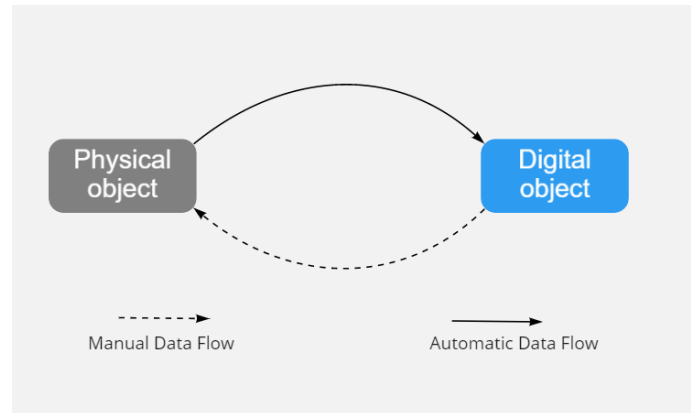 Physical
object
Digital
object
Manual Data Flow
Automatic Data Flow